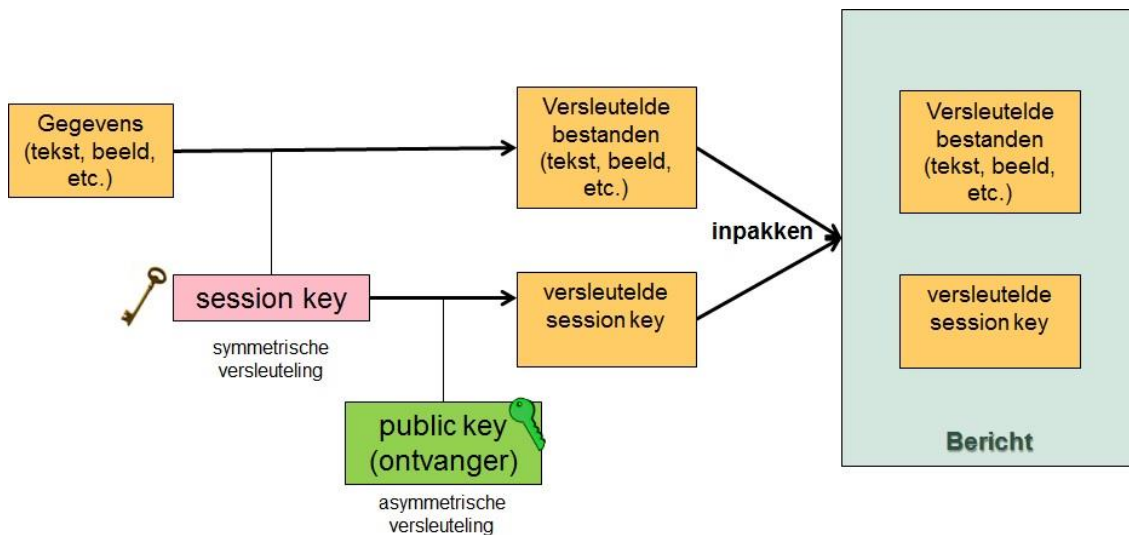 Gegevens
(tekst, beeld,
etc.)
Versleutelde
bestanden
(tekst, beeld,
etc.)
inpakken
session key
symmetrische
versleuteling
versleutelde
session key
public key
(ontvanger)
asymmetrische
versleuteling
Versleutelde
bestanden
(tekst, beeld,
etc.)
versleutelde
session key
Bericht